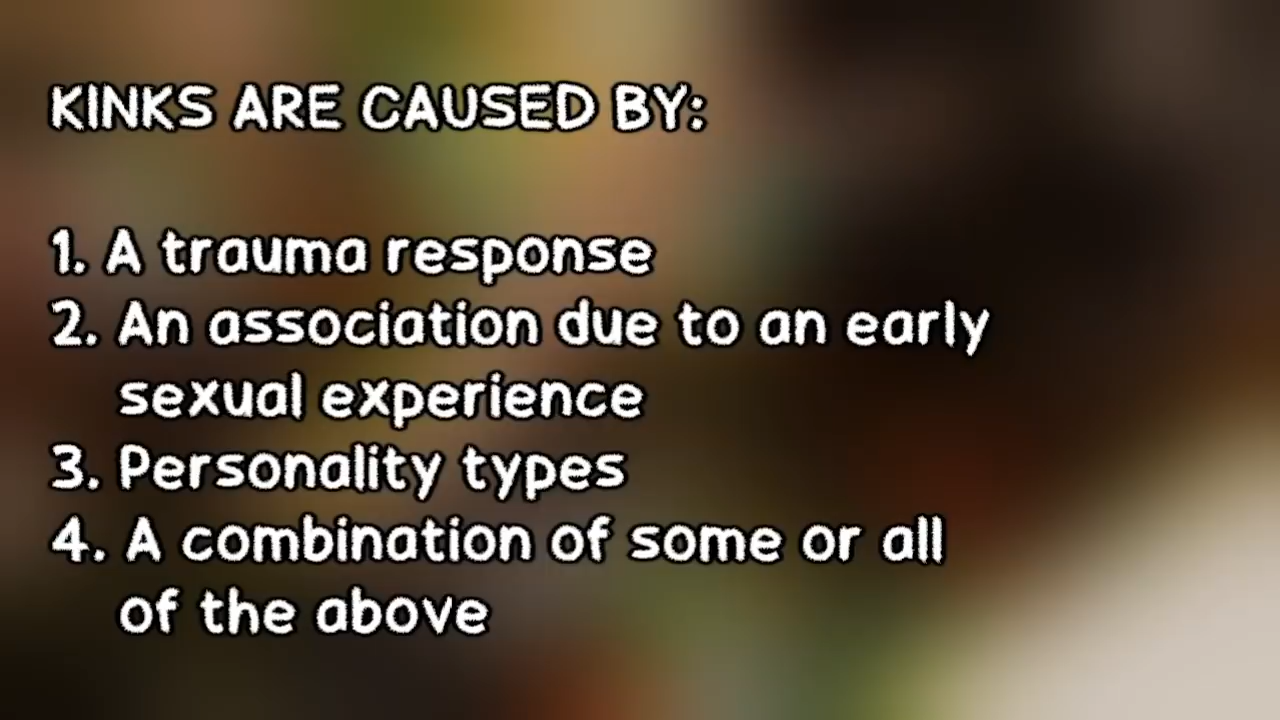 KINKS ARE CAUSED BY:
1. A trauma response
2. An association due to an early
sexual experience
3. Personality types
4. A combination of some or all
of the above